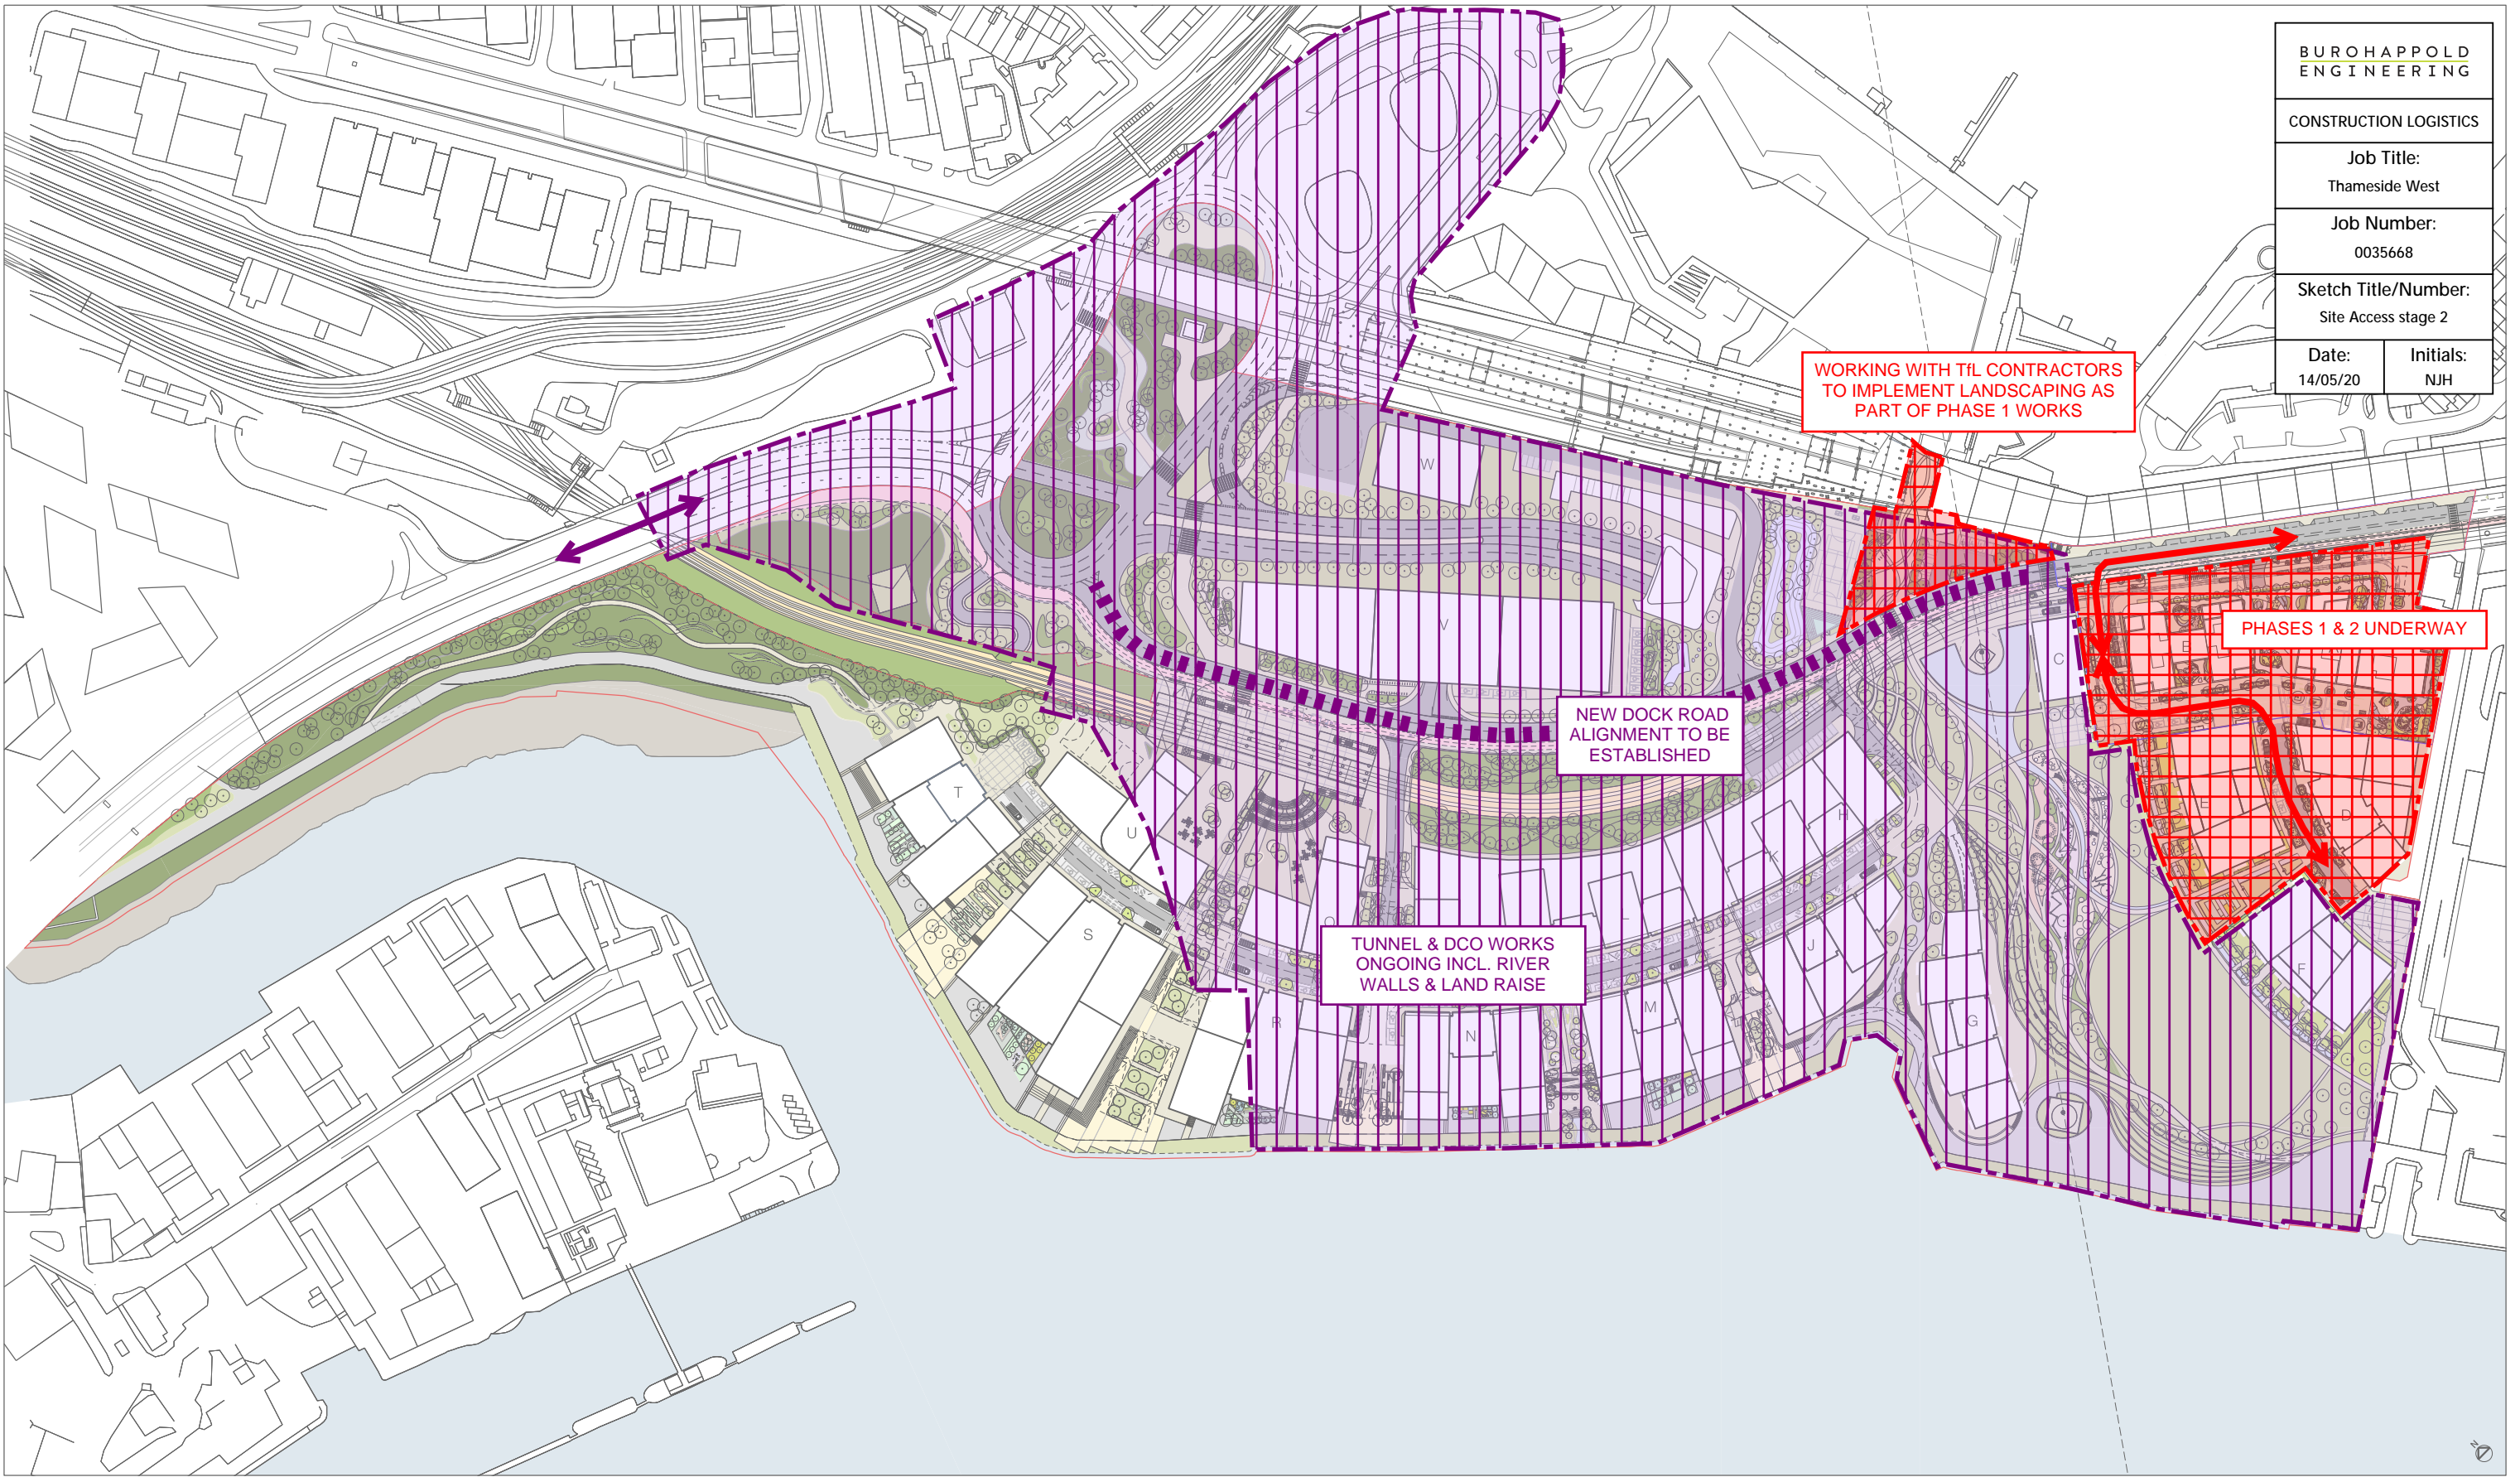 BUROHAPPOLD
ENGINEERING
CONSTRUCTION LOGISTICS
Job Title:
Thameside West
Job Number:
0035668
Sketch Title/Number:
Site Access stage 2
Date:
14/05/20
Initials:
NJH
WORKING WITH TfL CONTRACTORS
TO IMPLEMENT LANDSCAPING AS
PART OF PHASE 1 WORKS
PHASES 1 & 2 UNDERWAY
NEW DOCK ROAD
ALIGNMENT TO BE
ESTABLISHED
TUNNEL & DCO WORKS
ONGOING INCL. RIVER
WALLS & LAND RAISE
W
V
C
B
T
U
H
K
E
D
S
L
J
F
R
N
M
G
N